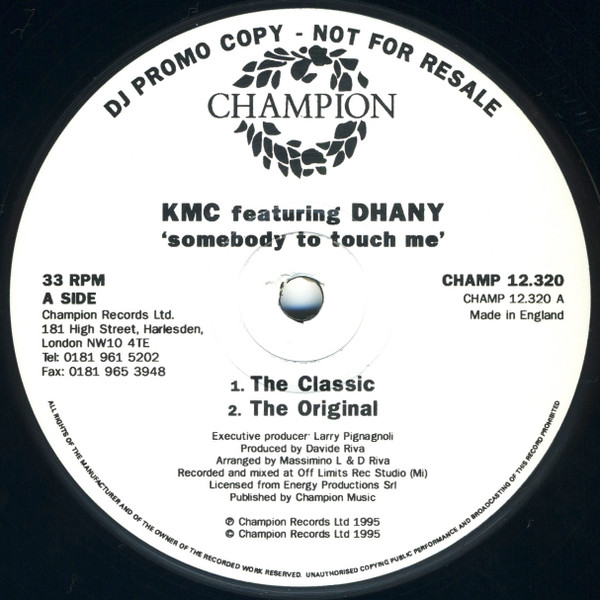 DJ PROMO COPY - NOT FOR RESALE
CHAMPION
KMC featuring DHANY
'somebody to touch me'
33 RPM
A SIDE
Champion Records Ltd.
181 High Street, Harlesden,
London NW10 4TE
Tel: 0181 961 5202
Fax: 0181 965 3948
CHAMP 12.320
CHAMP 12.320 A
Made in England
1. The Classic
2. The Original
Executive producer Larry Pignagnoli
Produced by Davide Riva
Arranged by Massimino L & D Riva
Recorded and mixed at Off Limits Rec Studio (Mi)
Licensed from Energy Productions Srl
Published by Champion Music
℗ Champion Records Ltd 1995
© Champion Records Ltd 1995
ALL RIGHTS OF THE MANUFACTURER AND OF THE OWNER OF THE RECORDED WORK RESERVED. UNAUTHORISED COPYING PUBLIC PERFORMANCE AND BROADCASTING OF THIS RECORD PROHIBITED